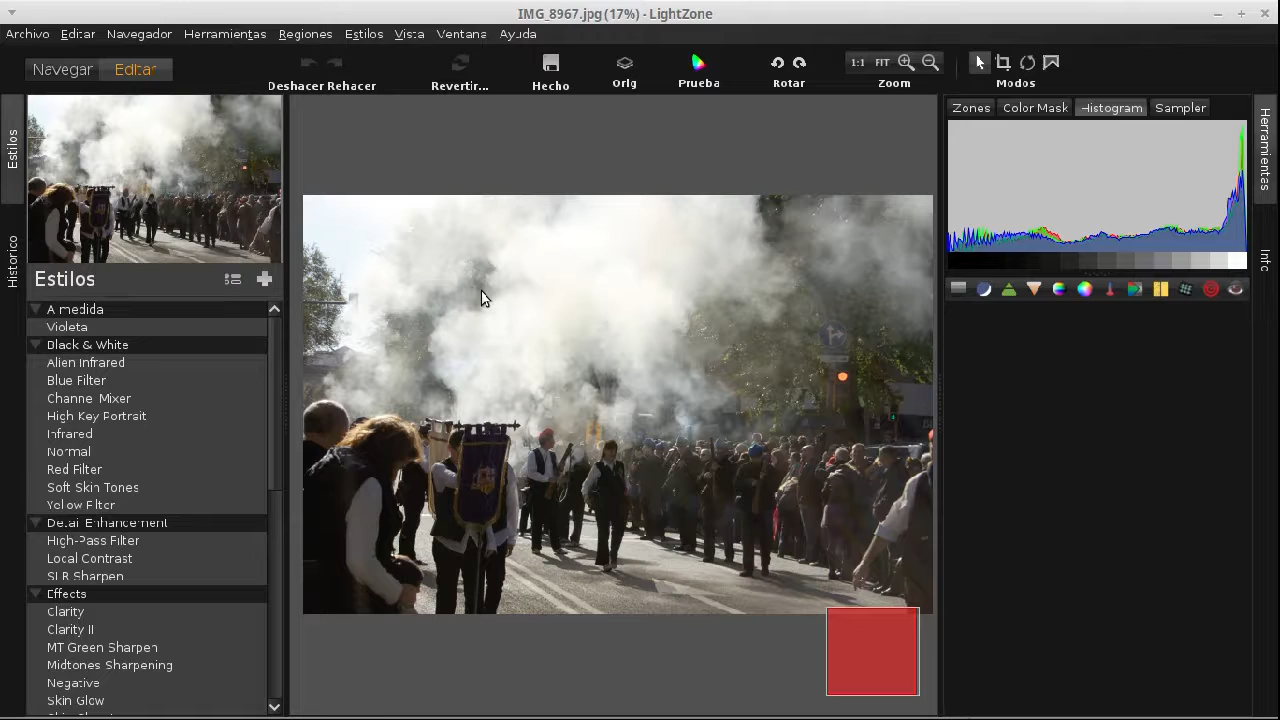 IMG_8967.jpg (17%) - LightZone
Archivo Editar Navegador Herramientas Regiones Estilos Vista Ventana Ayuda
Navegar Editar
1:1 FIT
Deshacer Rehacer Revertir... Hecho Orig Prueba Rotar Zoom Modos
Estilos
Historico
Zones Color Mask Histogram Sampler
Herramientas
Info
Estilos
A medida
Violeta
Black & White
Alien Infrared
Blue Filter
Channel Mixer
High Key Portrait
Infrared
Normal
Red Filter
Soft Skin Tones
Yellow Filter
Detail Enhancement
High-Pass Filter
Local Contrast
SLR Sharpen
Effects
Clarity
Clarity II
MT Green Sharpen
Midtones Sharpening
Negative
Skin Glow